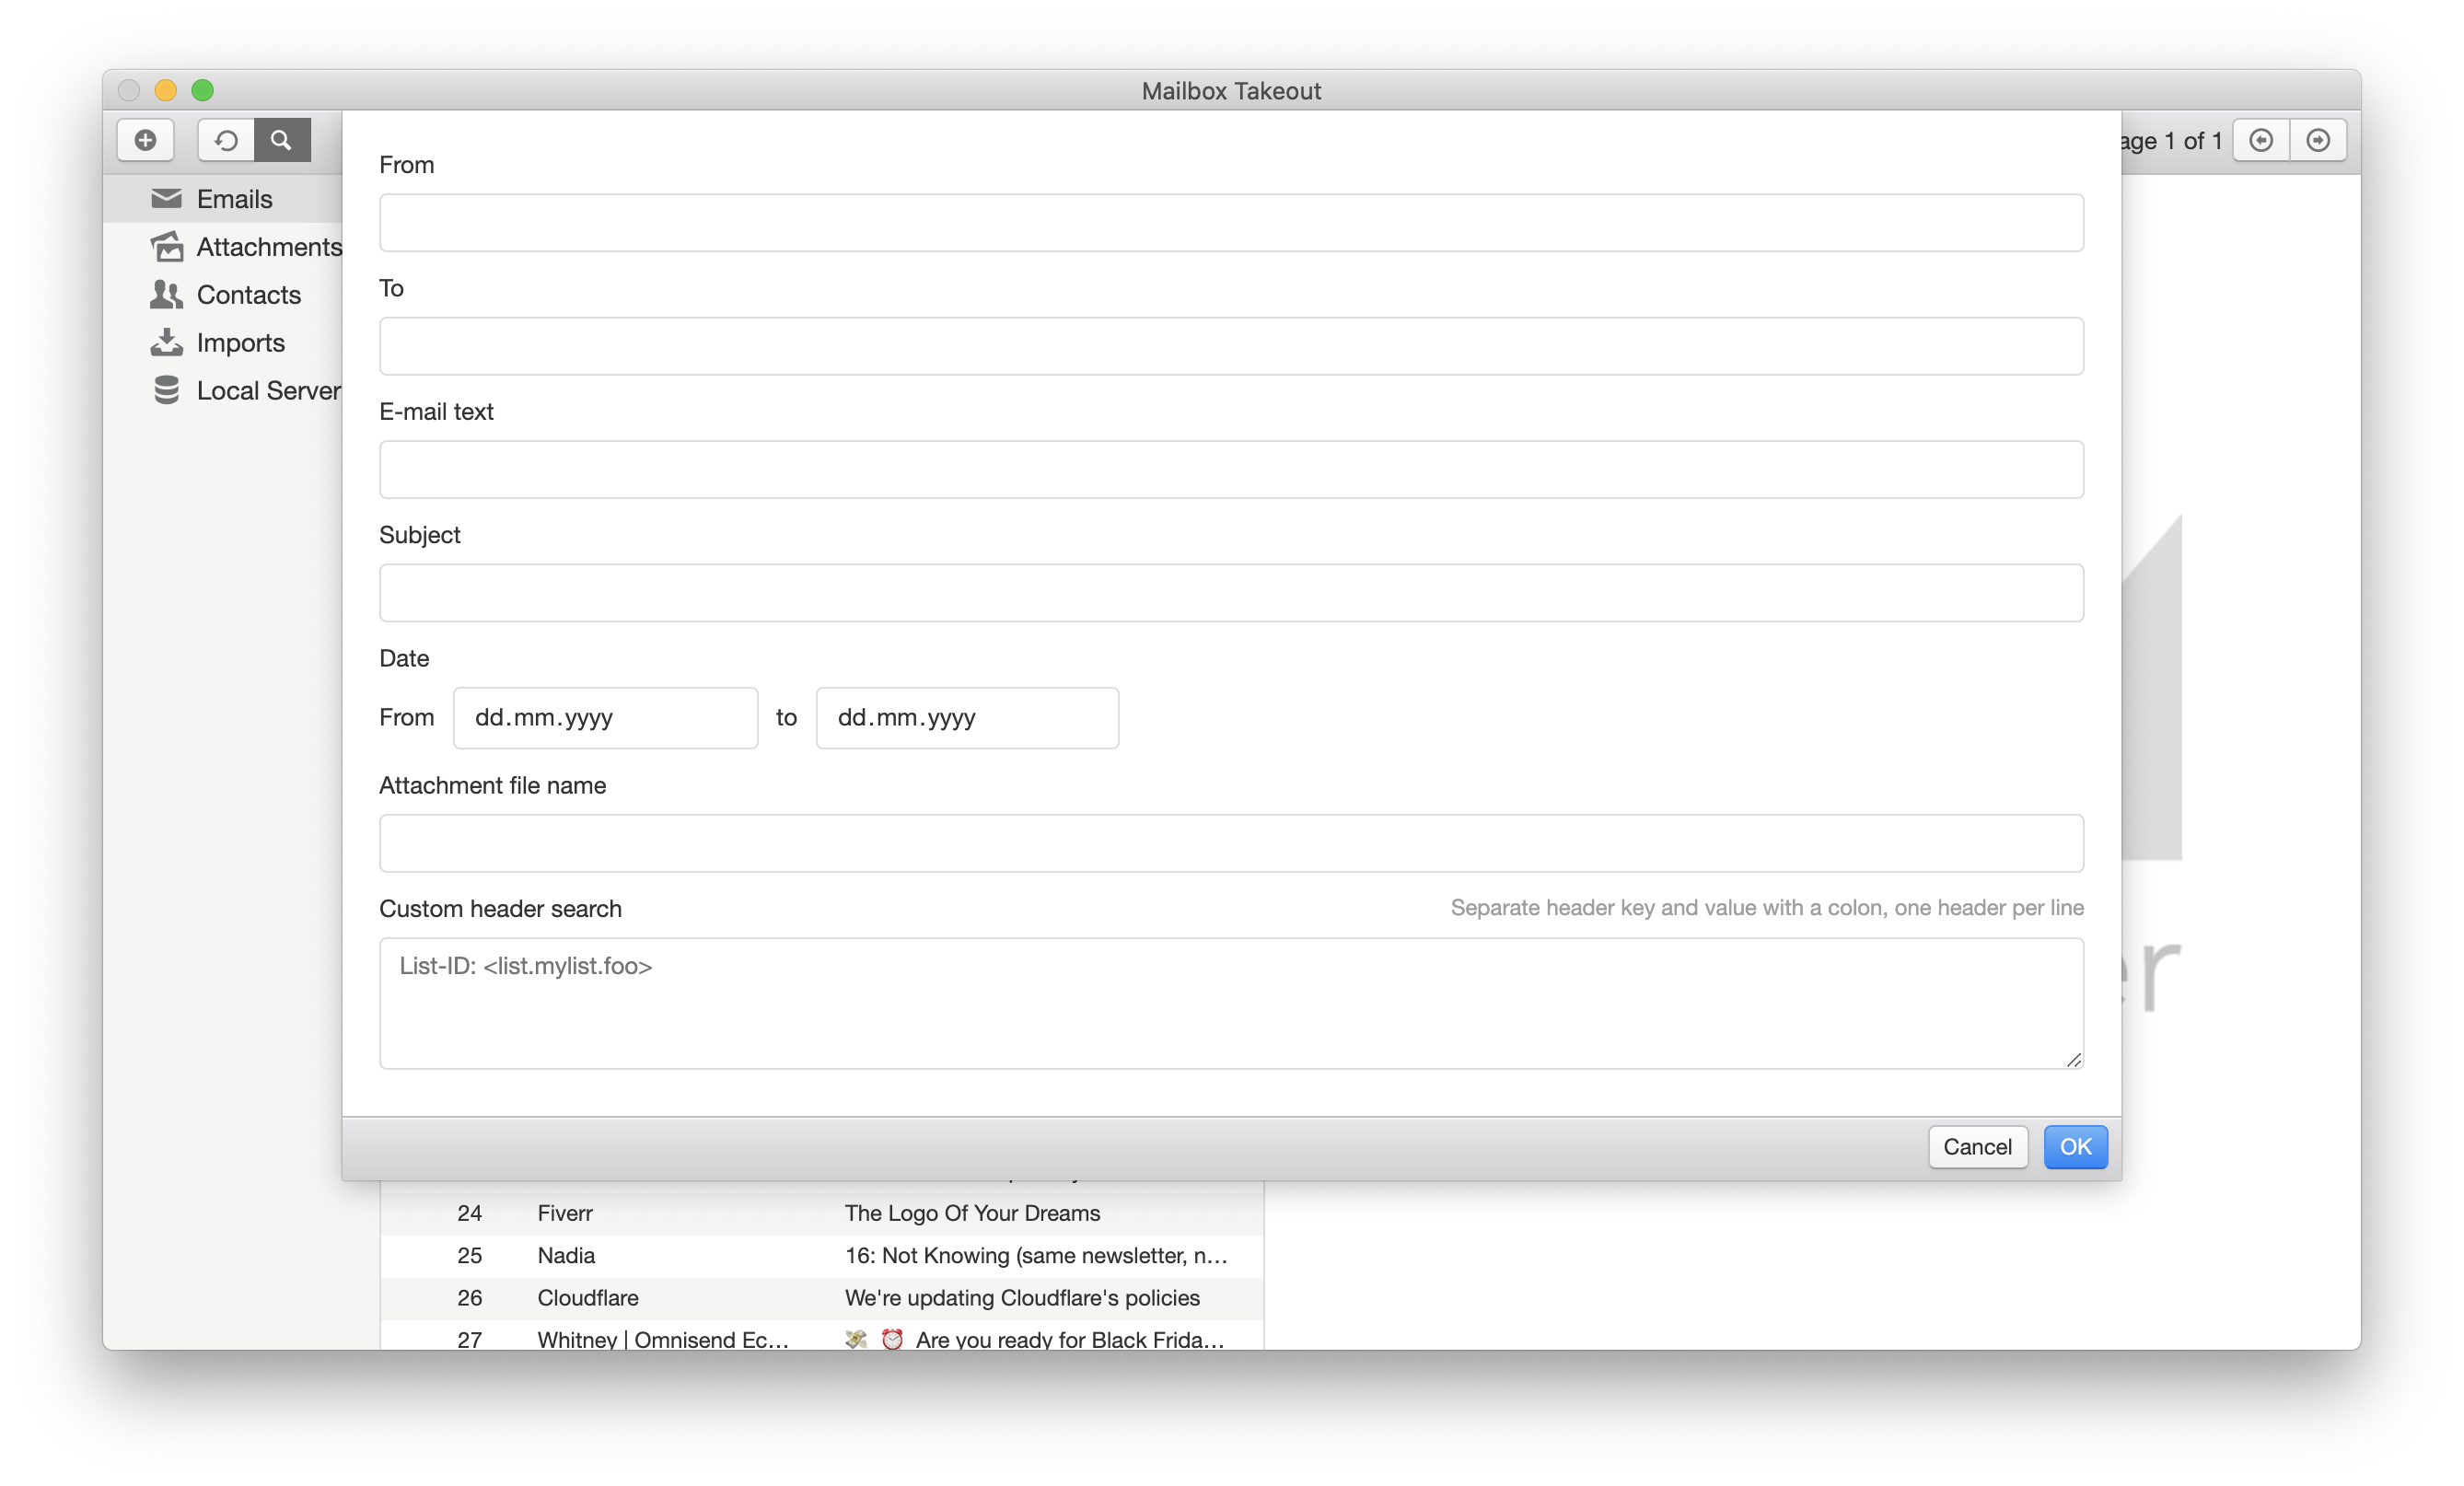 Mailbox Takeout
age 1 of 1
Emails
Attachments
Contacts
Imports
Local Server
From
To
E-mail text
Subject
Date
From dd.mm.yyyy to dd.mm.yyyy
Attachment file name
Custom header search Separate header key and value with a colon, one header per line
List-ID: <list.mylist.foo>
Cancel OK
er
24 Fiverr The Logo Of Your Dreams
25 Nadia 16: Not Knowing (same newsletter, n…
26 Cloudflare We're updating Cloudflare's policies
27 Whitney | Omnisend Ec… 💸 ⏰ Are you ready for Black Frida…